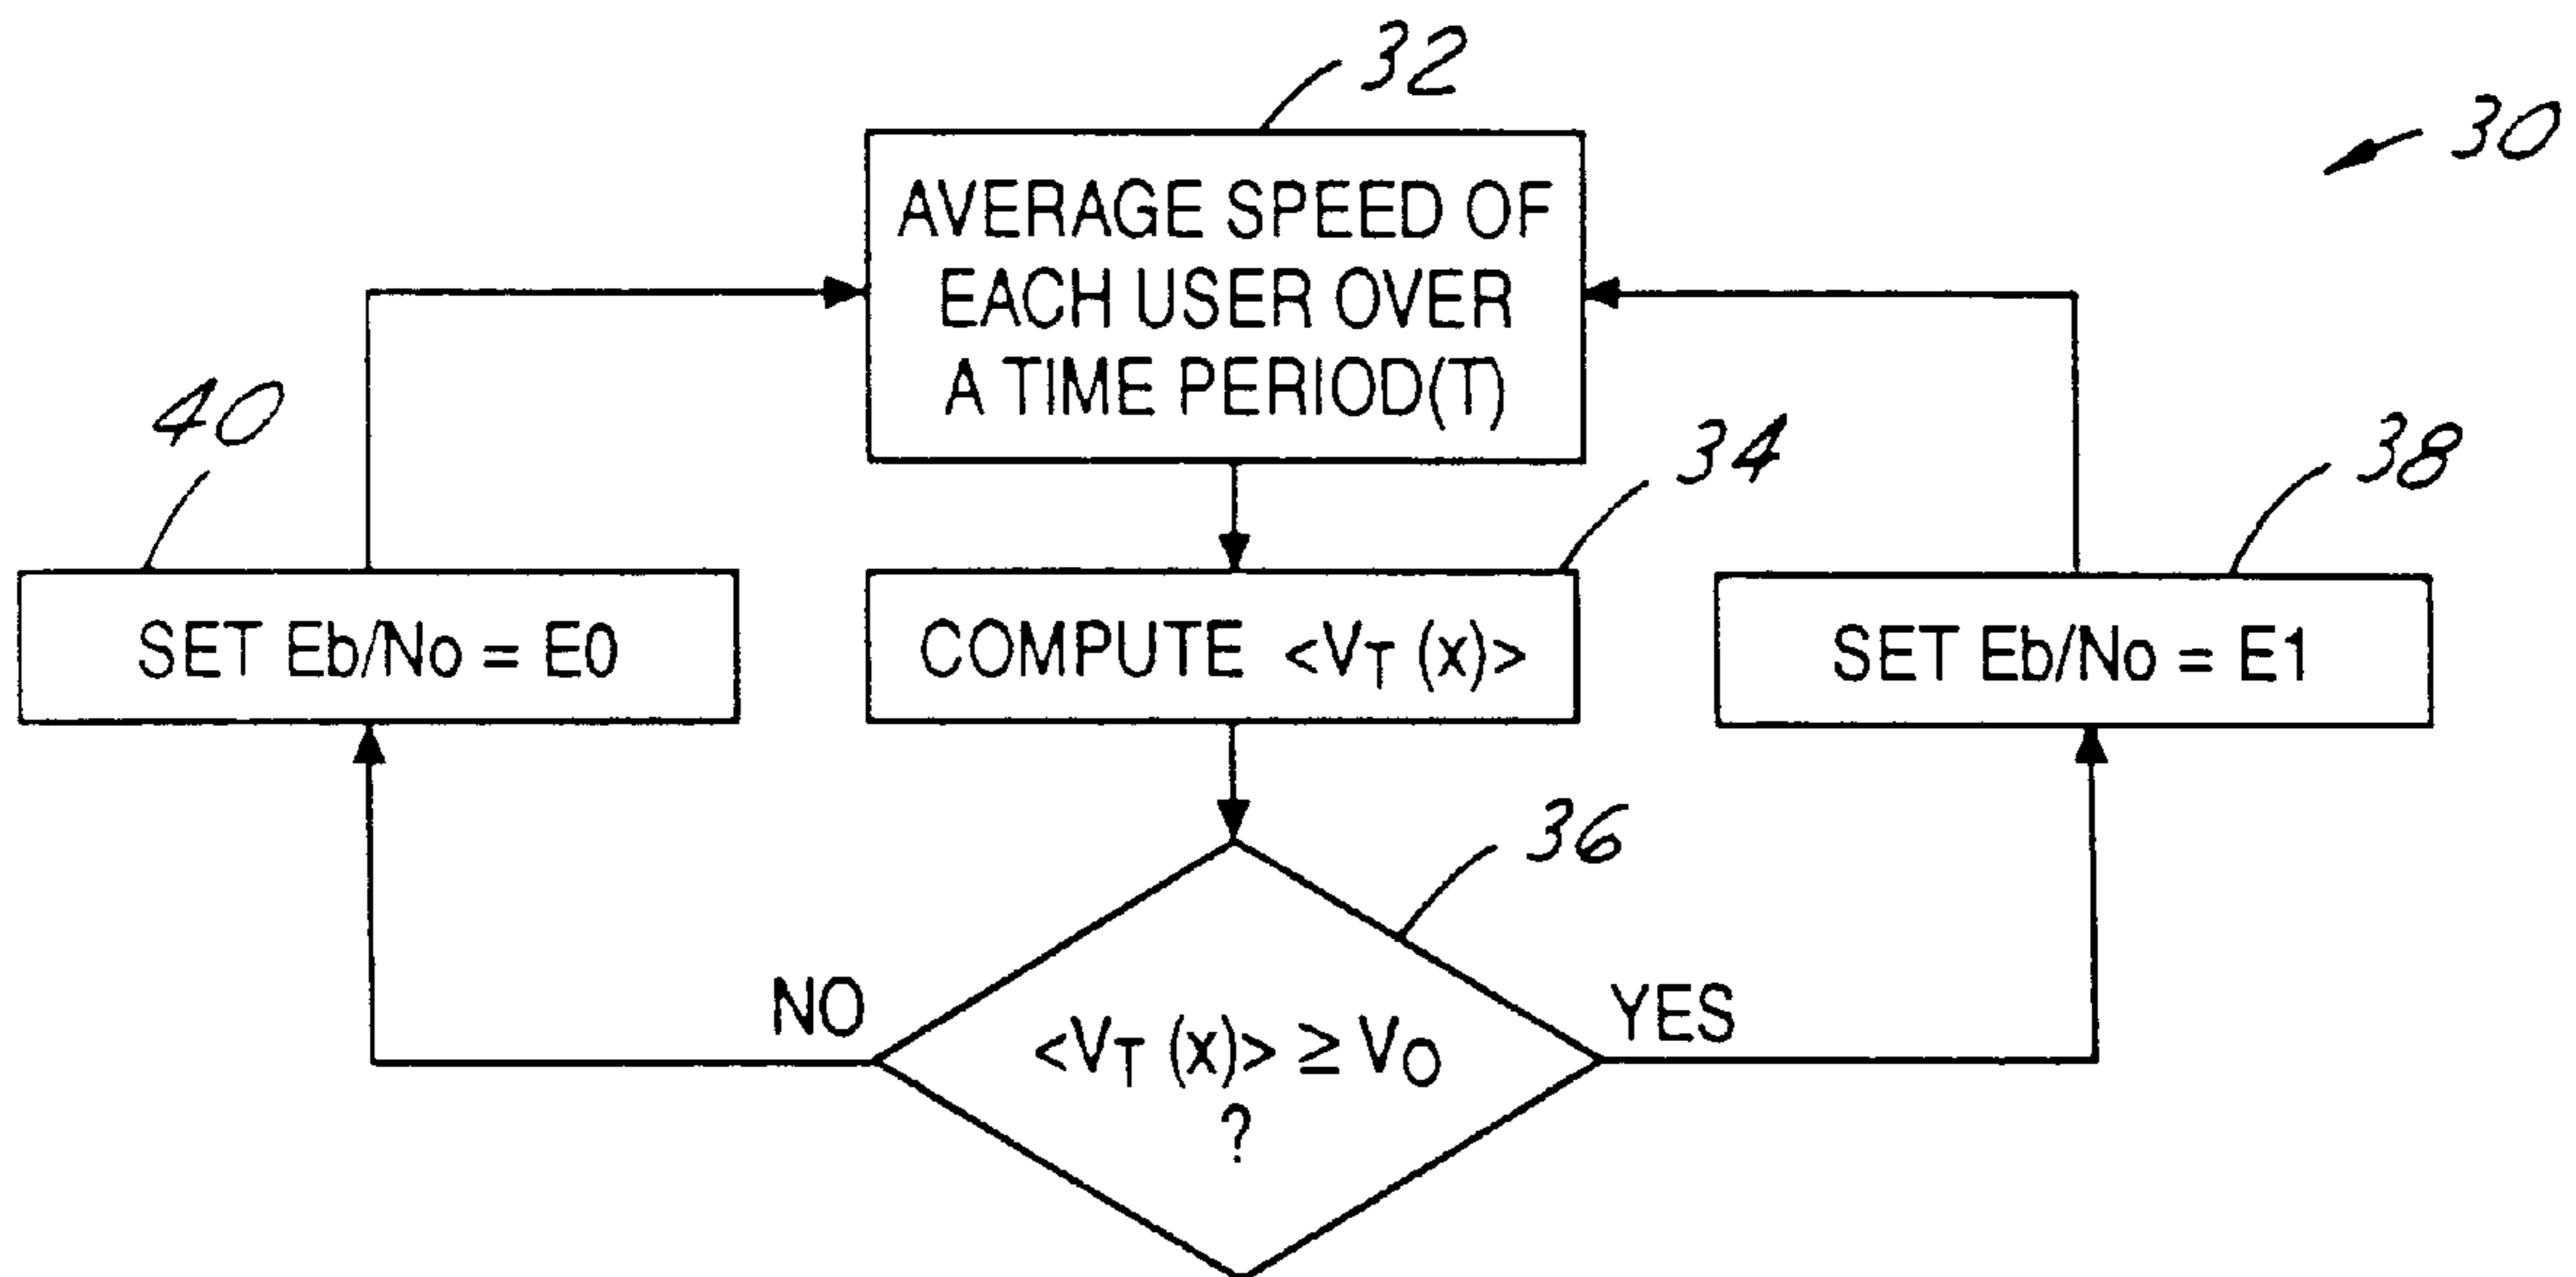 32
30
AVERAGE SPEED OF
EACH USER OVER
A TIME PERIOD(T)
40
34
38
SET Eb/No = E0
COMPUTE <VT (x)>
SET Eb/No = E1
36
NO
YES
<VT (x)> ≥ VO
?